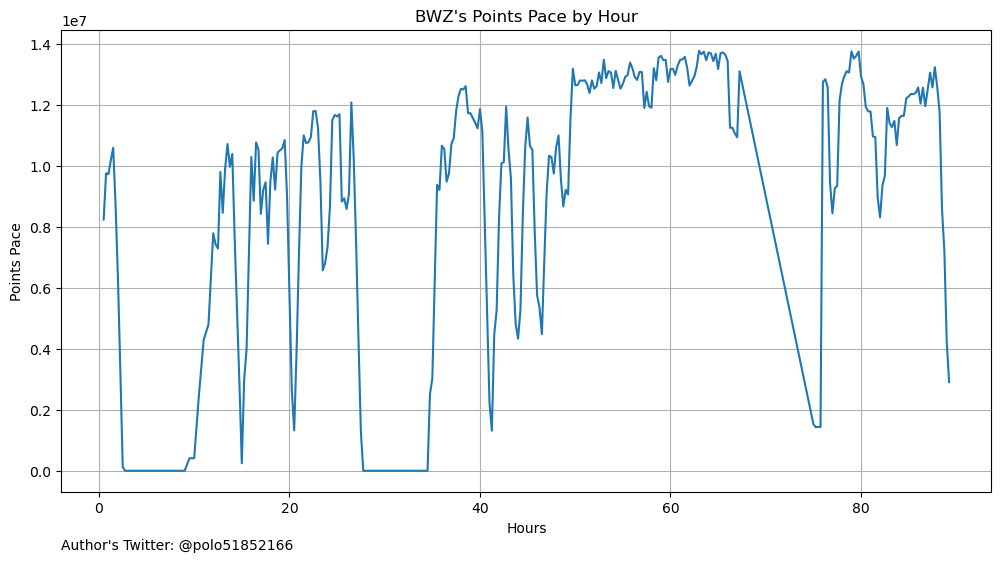 BWZ's Points Pace by Hour
1e7
1.4
1.2
1.0
0.8
0.6
0.4
0.2
0.0
Points Pace
0 20 40 60 80
Hours
Author's Twitter: @polo51852166